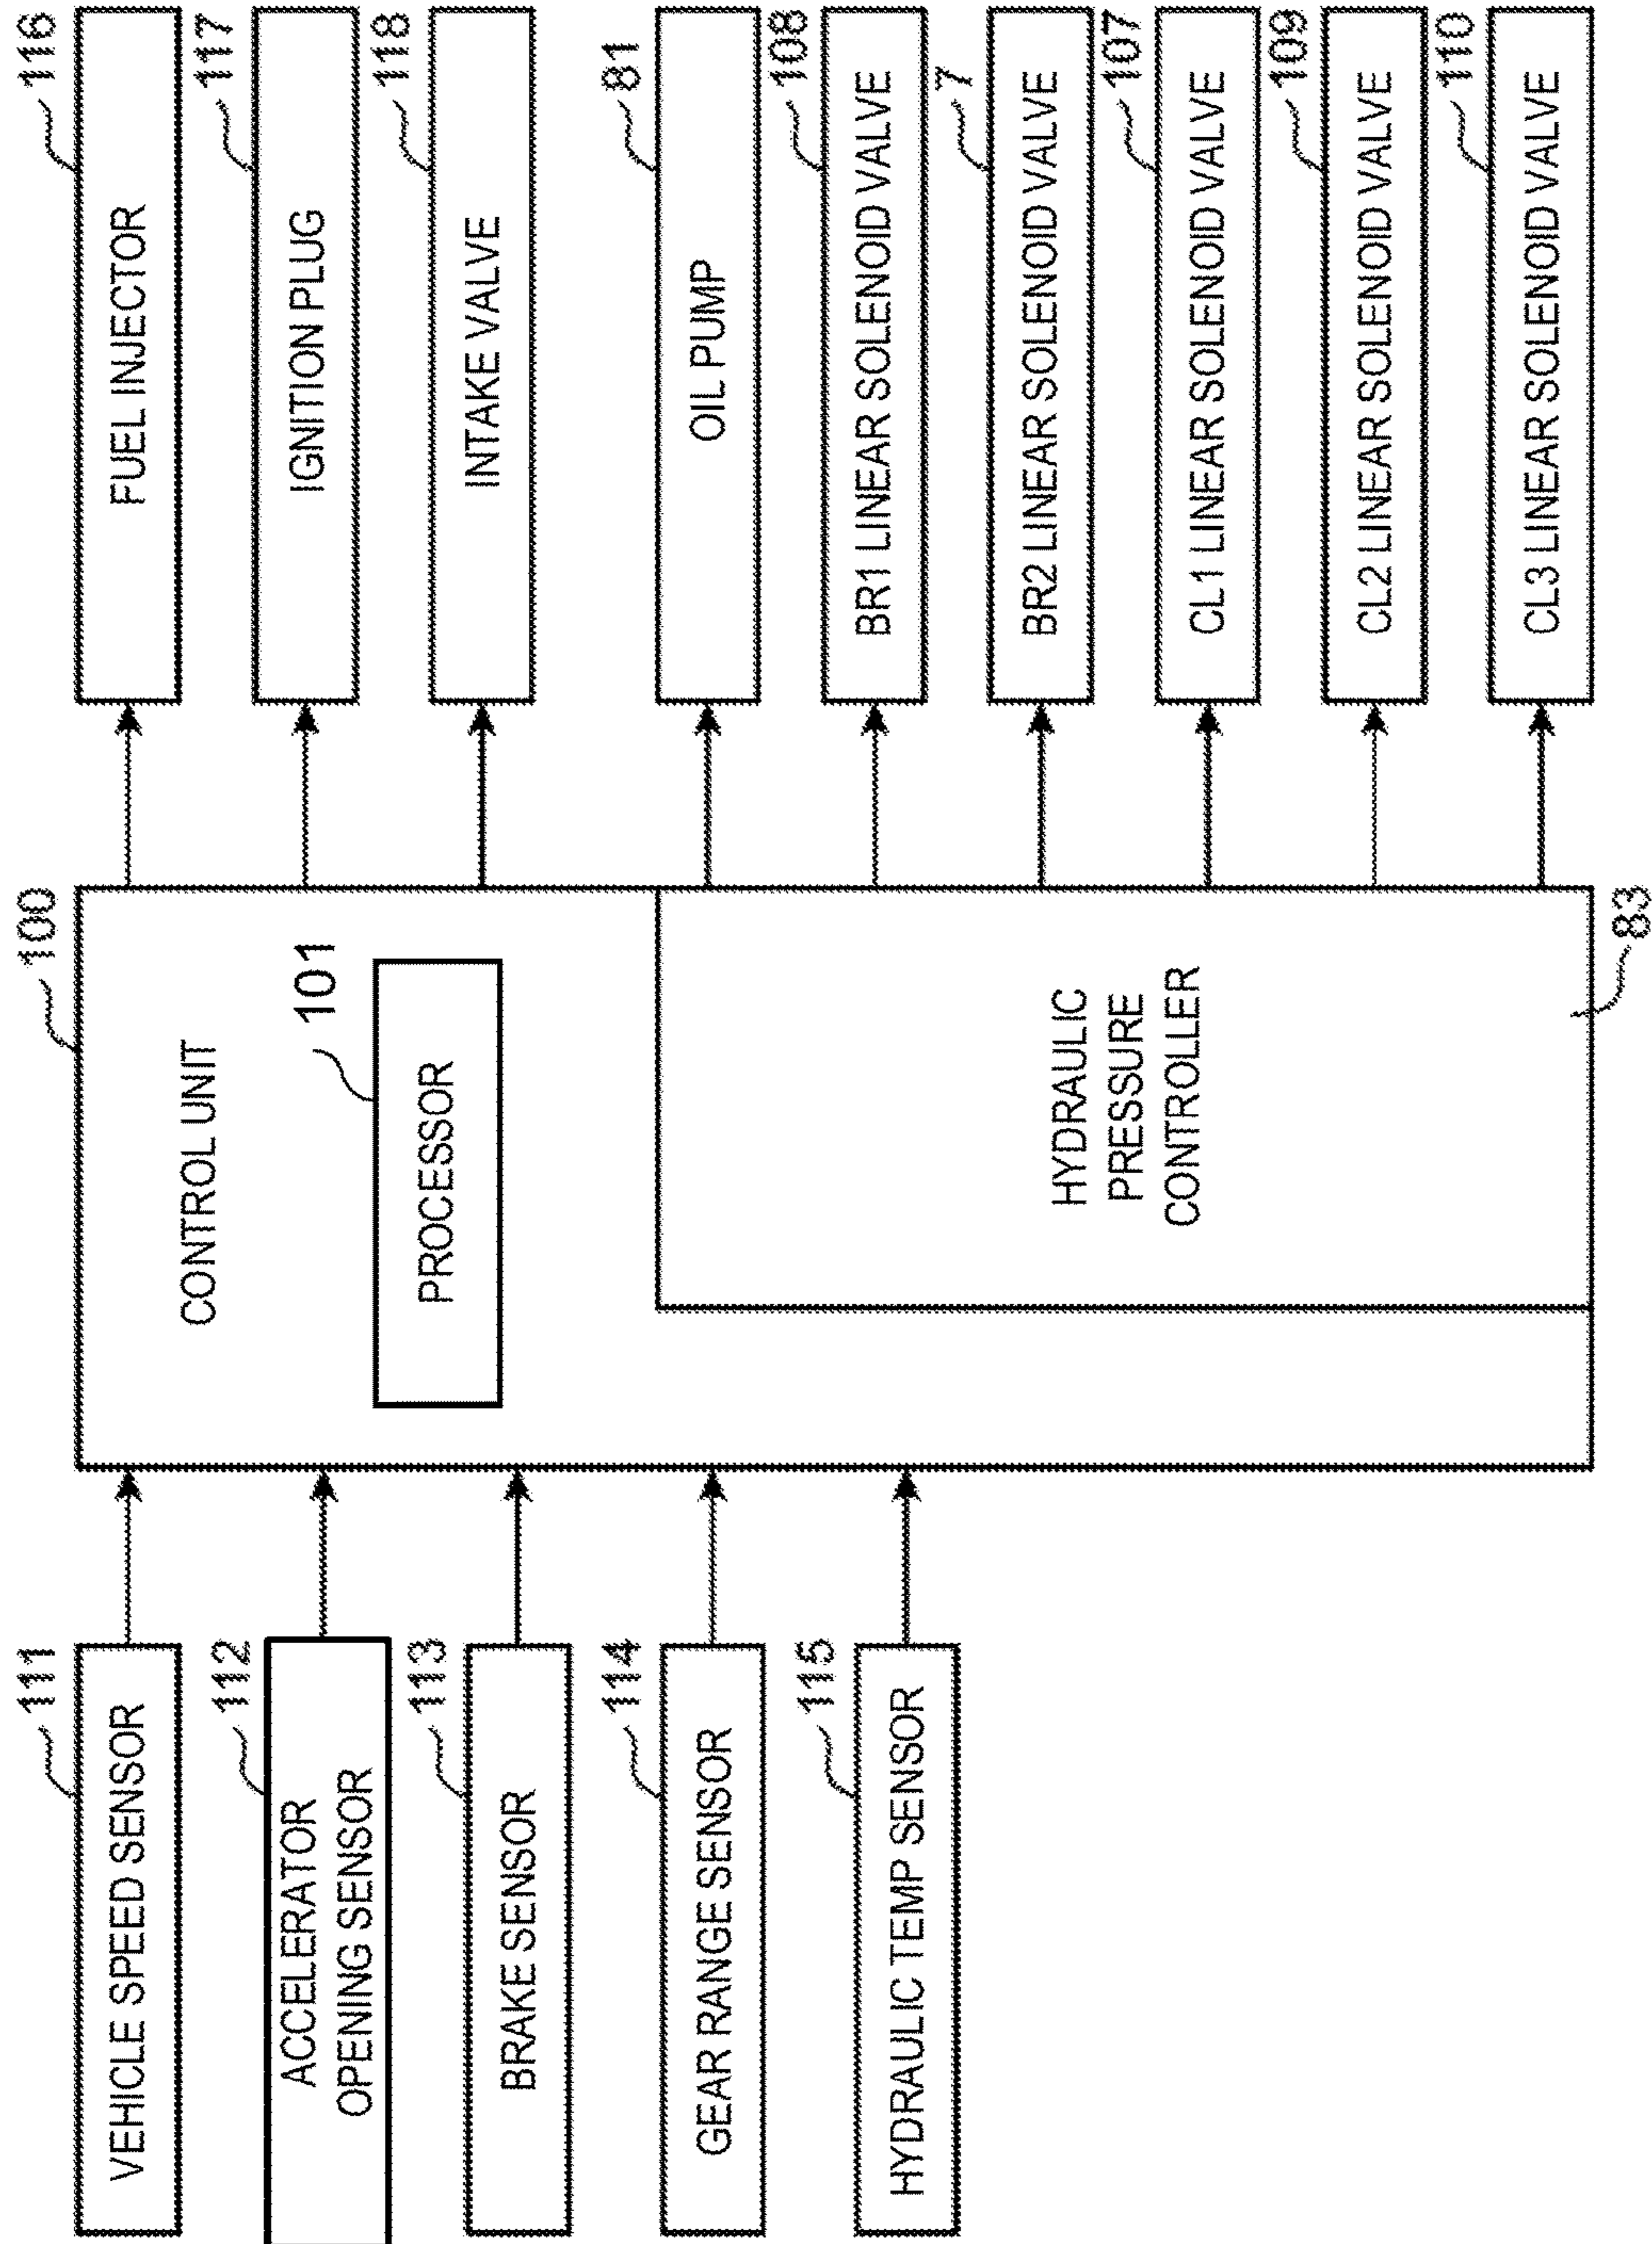 111
VEHICLE SPEED SENSOR
112
ACCELERATOR
OPENING SENSOR
113
BRAKE SENSOR
114
GEAR RANGE SENSOR
115
HYDRAULIC TEMP SENSOR
100
CONTROL UNIT
101
PROCESSOR
HYDRAULIC
PRESSURE
CONTROLLER
83
116
FUEL INJECTOR
117
IGNITION PLUG
118
INTAKE VALVE
81
OIL PUMP
108
BR1 LINEAR SOLENOID VALVE
7
BR2 LINEAR SOLENOID VALVE
107
CL1 LINEAR SOLENOID VALVE
109
CL2 LINEAR SOLENOID VALVE
110
CL3 LINEAR SOLENOID VALVE